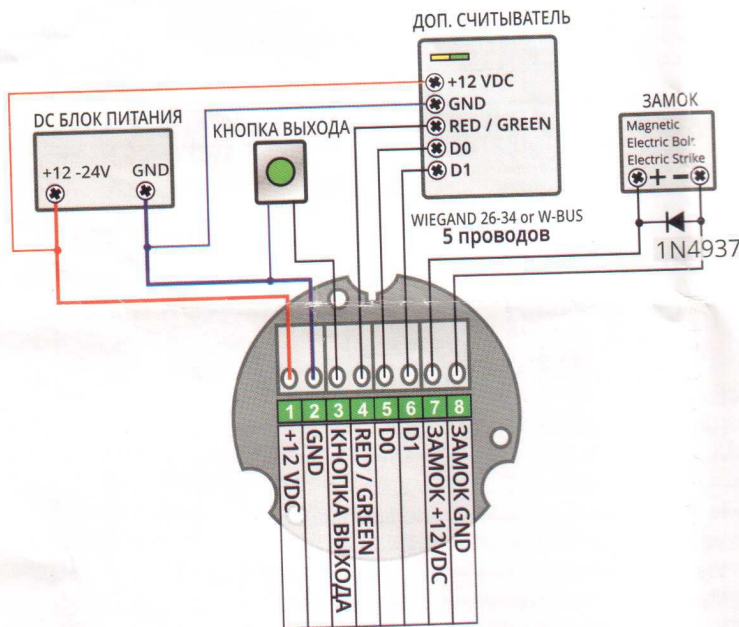 ДОП. СЧИТЫВАТЕЛЬ
+12 VDC
GND
RED / GREEN
D0
D1
WIEGAND 26-34 or W-BUS
5 проводов
DC БЛОК ПИТАНИЯ
+12 -24V GND
КНОПКА ВЫХОДА
ЗАМОК
Magnetic
Electric Bolt
Electric Strike
+ -
1N4937
1 2 3 4 5 6 7 8
+12 VDC
GND
КНОПКА ВЫХОДА
RED / GREEN
D0
D1
ЗАМОК +12VDC
ЗАМОК GND